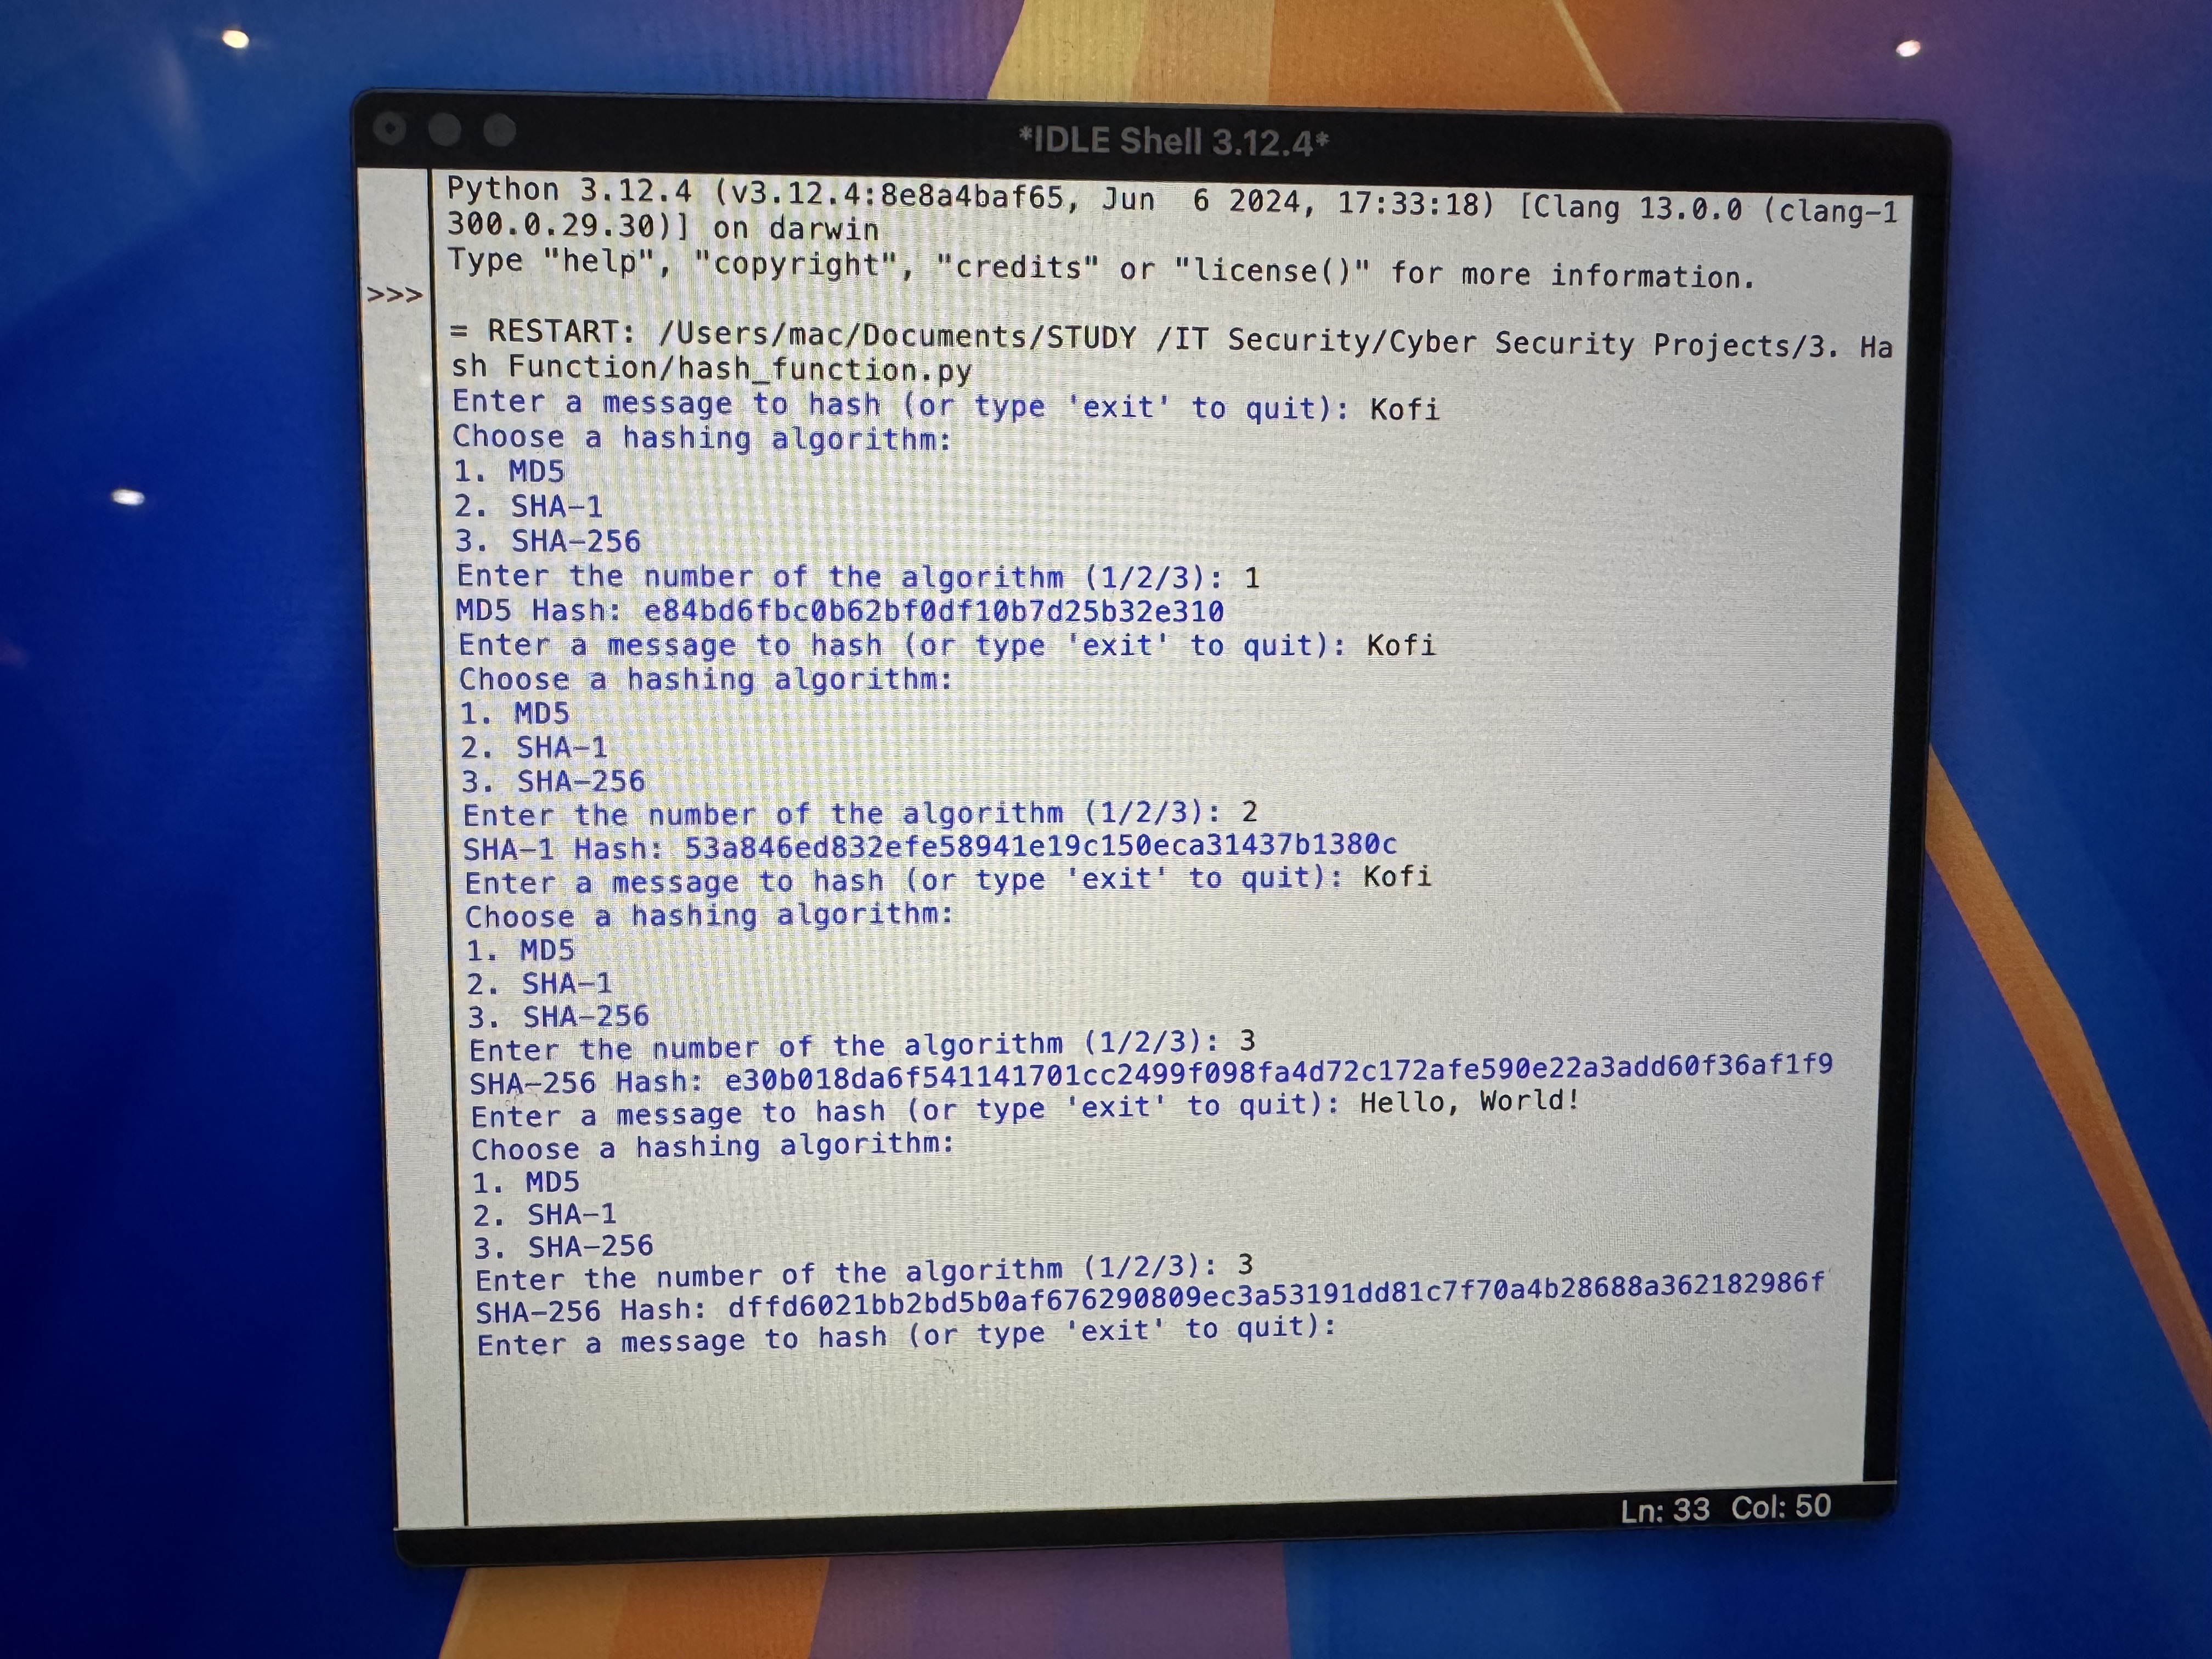 *IDLE Shell 3.12.4*
Python 3.12.4 (v3.12.4:8e8a4baf65, Jun  6 2024, 17:33:18) [Clang 13.0.0 (clang-1
300.0.29.30)] on darwin
Type "help", "copyright", "credits" or "license()" for more information.
>>>
= RESTART: /Users/mac/Documents/STUDY /IT Security/Cyber Security Projects/3. Ha
sh Function/hash_function.py
Enter a message to hash (or type 'exit' to quit): Kofi
Choose a hashing algorithm:
1. MD5
2. SHA-1
3. SHA-256
Enter the number of the algorithm (1/2/3): 1
MD5 Hash: e84bd6fbc0b62bf0df10b7d25b32e310
Enter a message to hash (or type 'exit' to quit): Kofi
Choose a hashing algorithm:
1. MD5
2. SHA-1
3. SHA-256
Enter the number of the algorithm (1/2/3): 2
SHA-1 Hash: 53a846ed832efe58941e19c150eca31437b1380c
Enter a message to hash (or type 'exit' to quit): Kofi
Choose a hashing algorithm:
1. MD5
2. SHA-1
3. SHA-256
Enter the number of the algorithm (1/2/3): 3
SHA-256 Hash: e30b018da6f541141701cc2499f098fa4d72c172afe590e22a3add60f36af1f9
Enter a message to hash (or type 'exit' to quit): Hello, World!
Choose a hashing algorithm:
1. MD5
2. SHA-1
3. SHA-256
Enter the number of the algorithm (1/2/3): 3
SHA-256 Hash: dffd6021bb2bd5b0af676290809ec3a53191dd81c7f70a4b28688a362182986f
Enter a message to hash (or type 'exit' to quit):
Ln: 33  Col: 50